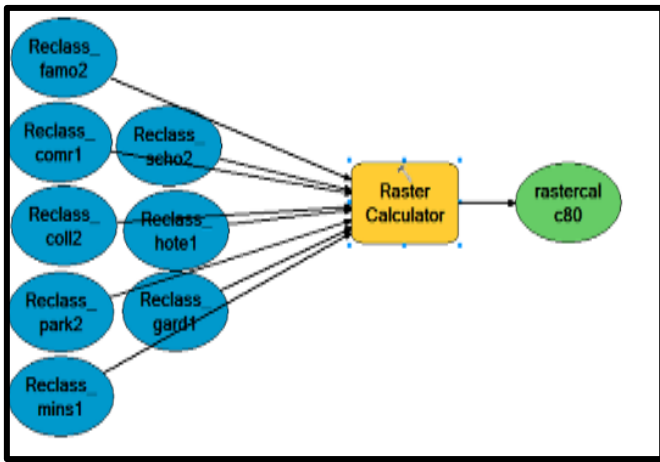 Reclass_
famo2
Reclass_
comr1
Reclass_
scho2
Reclass_
coll2
Reclass_
hote1
Reclass_
park2
Reclass_
gard1
Reclass_
mins1
Raster
Calculator
rastercal
c80